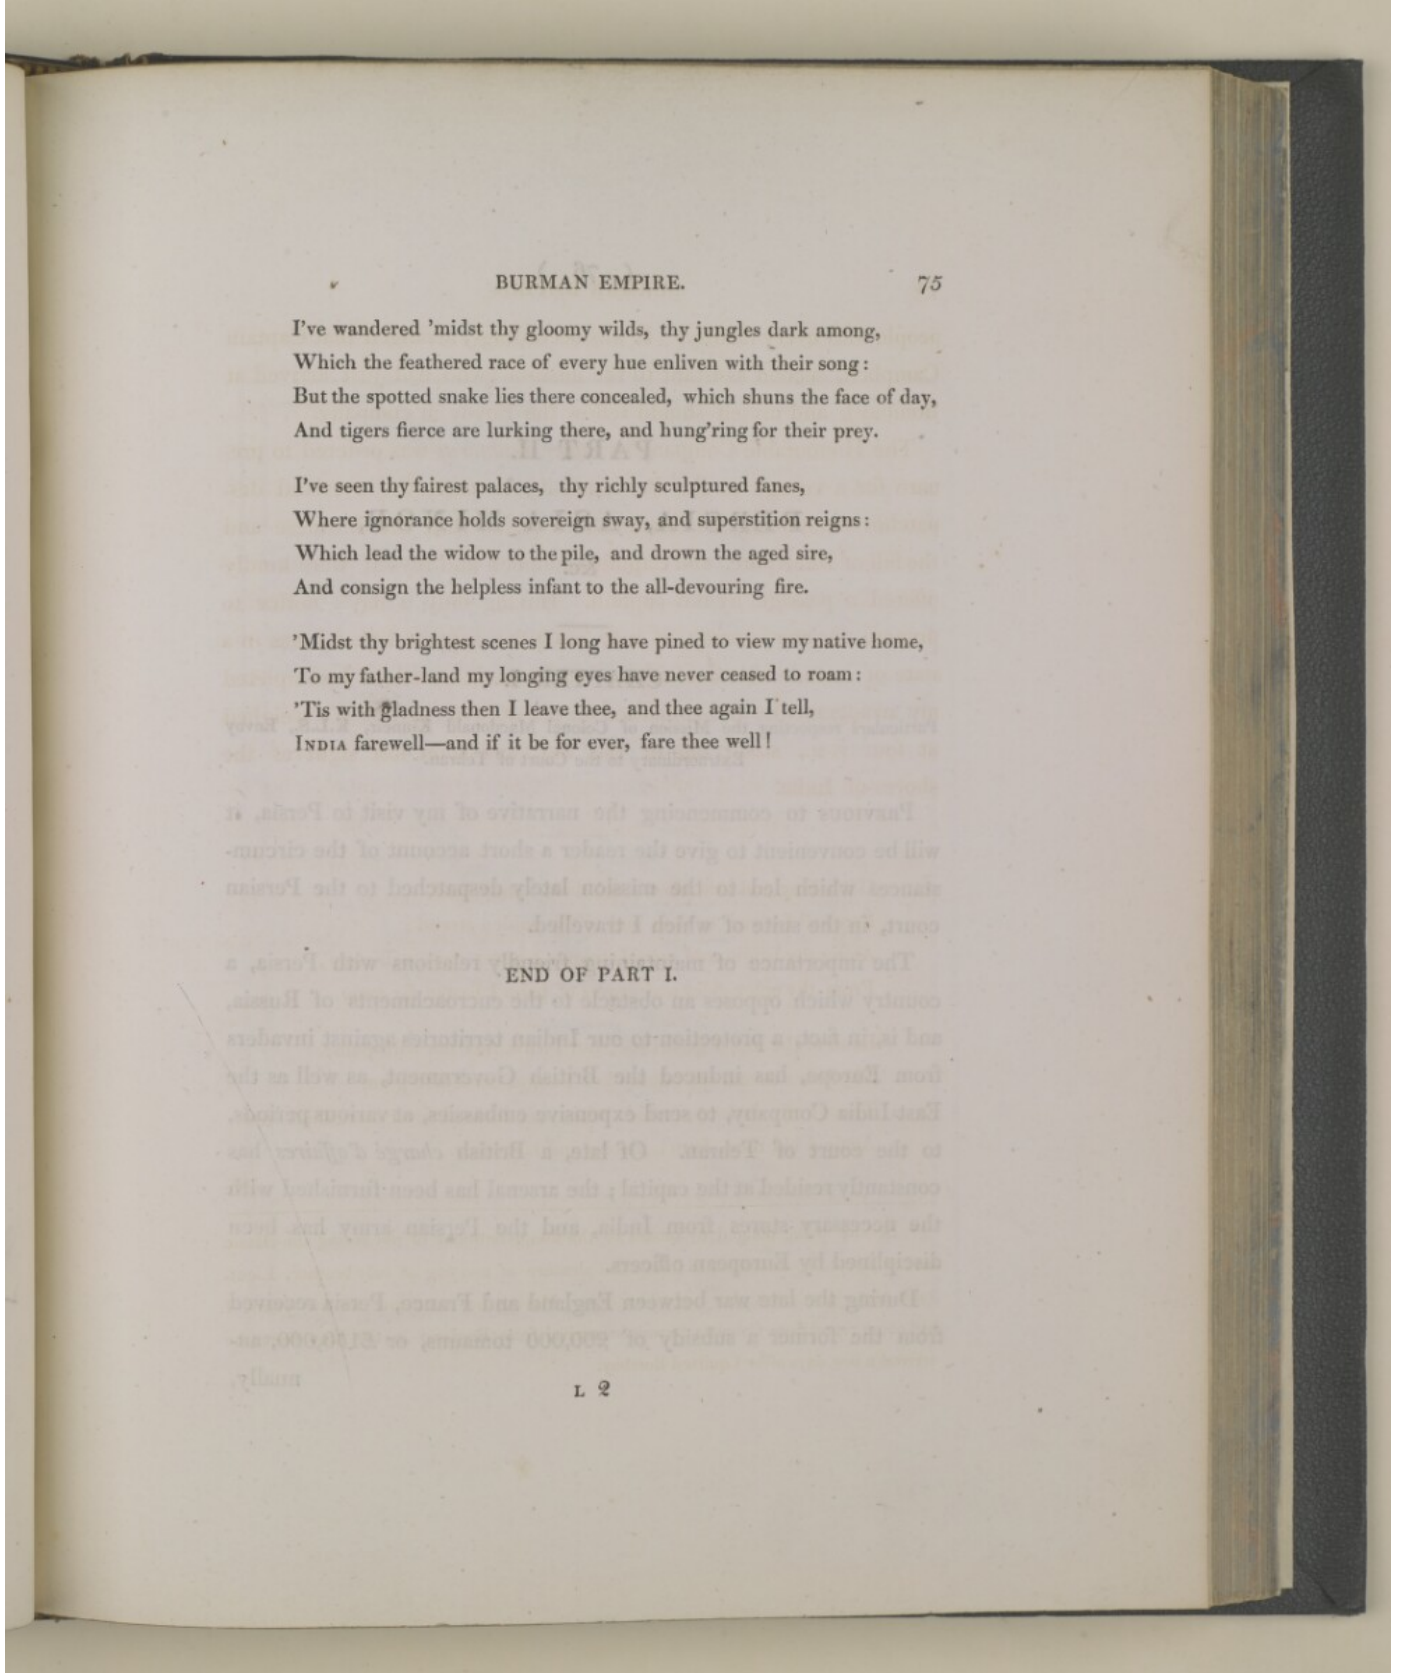 BURMAN EMPIRE. 75
I've wandered 'midst thy gloomy wilds, thy jungles dark among,
Which the feathered race of every hue enliven with their song:
But the spotted snake lies there concealed, which shuns the face of day,
And tigers fierce are lurking there, and hung'ring for their prey.
I've seen thy fairest palaces, thy richly sculptured fanes,
Where ignorance holds sovereign sway, and superstition reigns:
Which lead the widow to the pile, and drown the aged sire,
And consign the helpless infant to the all-devouring fire.
'Midst thy brightest scenes I long have pined to view my native home,
To my father-land my longing eyes have never ceased to roam:
'Tis with gladness then I leave thee, and thee again I tell,
INDIA farewell—and if it be for ever, fare thee well!
END OF PART I.
L 2